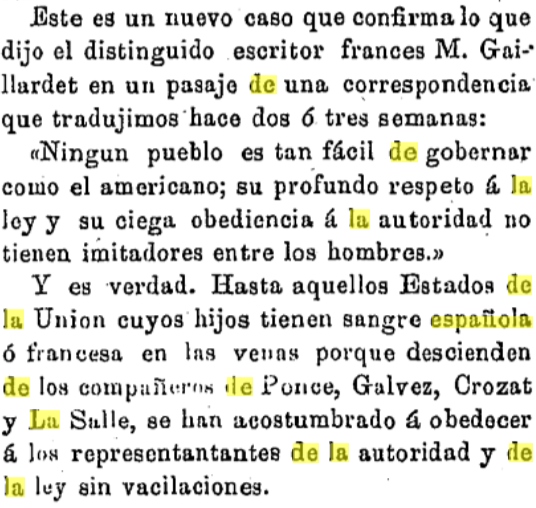 Este es un nuevo caso que confirma lo que
dijo el distinguido escritor frances M. Gai-
llardet en un pasaje de una correspondencia
que tradujimos hace dos ó tres semanas:
«Ningun pueblo es tan fácil de gobernar
como el americano; su profundo respeto á la
ley y su ciega obediencia á la autoridad no
tienen imitadores entre los hombres.»
Y es verdad. Hasta aquellos Estados de
la Union cuyos hijos tienen sangre española
ó francesa en las venas porque descienden
de los compañeros de Ponce, Galvez, Crozat
y La Salle, se han acostumbrado á obedecer
á los representantantes de la autoridad y de
la ley sin vacilaciones.